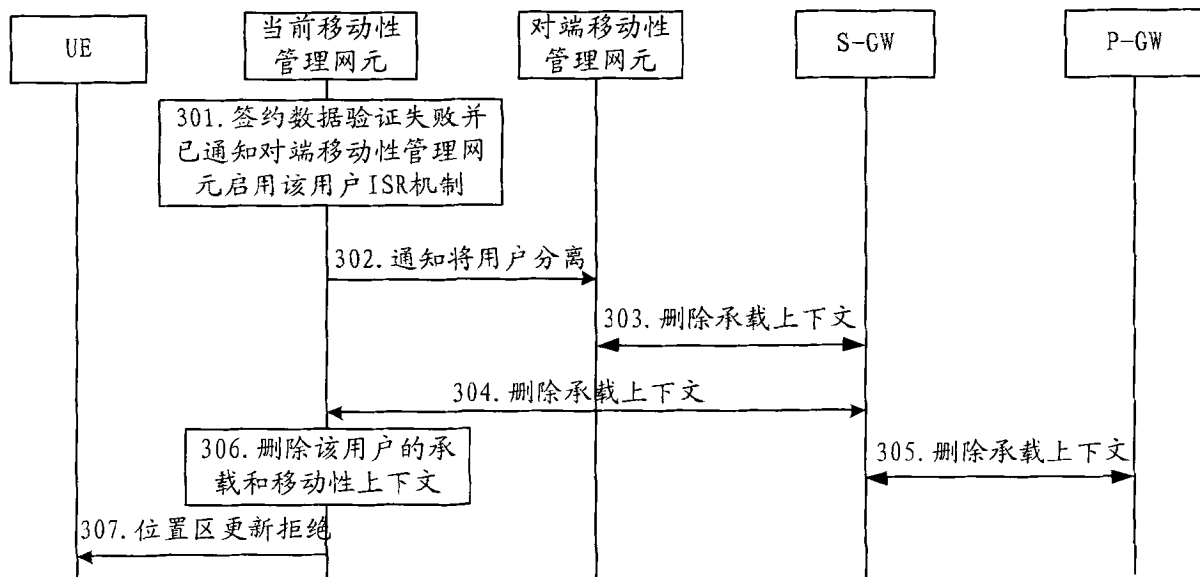 UE
当前移动性
管理网元
对端移动性
管理网元
S-GW
P-GW
301.签约数据验证失败并
已通知对端移动性管理网
元启用该用户ISR机制
302.通知将用户分离
303.删除承载上下文
304.删除承载上下文
306.删除该用户的承
载和移动性上下文
305.删除承载上下文
307.位置区更新拒绝